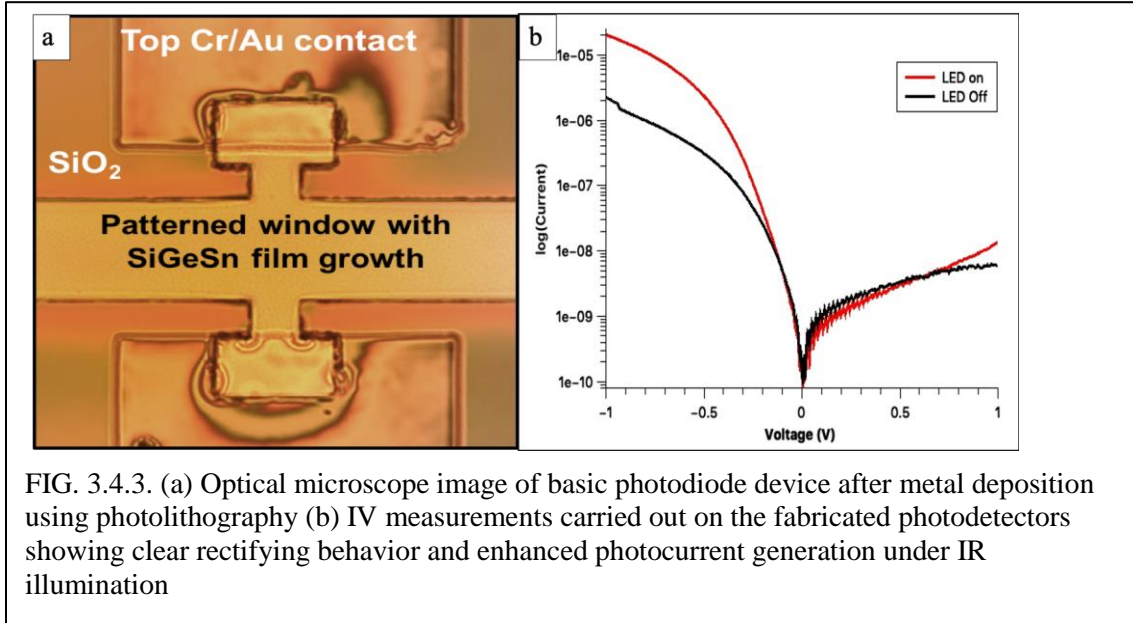 a
Top Cr/Au contact
SiO₂
Patterned window with
SiGeSn film growth
b
LED on
LED Off
log(Current)
1e-05
1e-06
1e-07
1e-08
1e-09
1e-10
-1
-0.5
0
0.5
1
Voltage (V)
FIG. 3.4.3. (a) Optical microscope image of basic photodiode device after metal deposition
using photolithography (b) IV measurements carried out on the fabricated photodetectors
showing clear rectifying behavior and enhanced photocurrent generation under IR
illumination